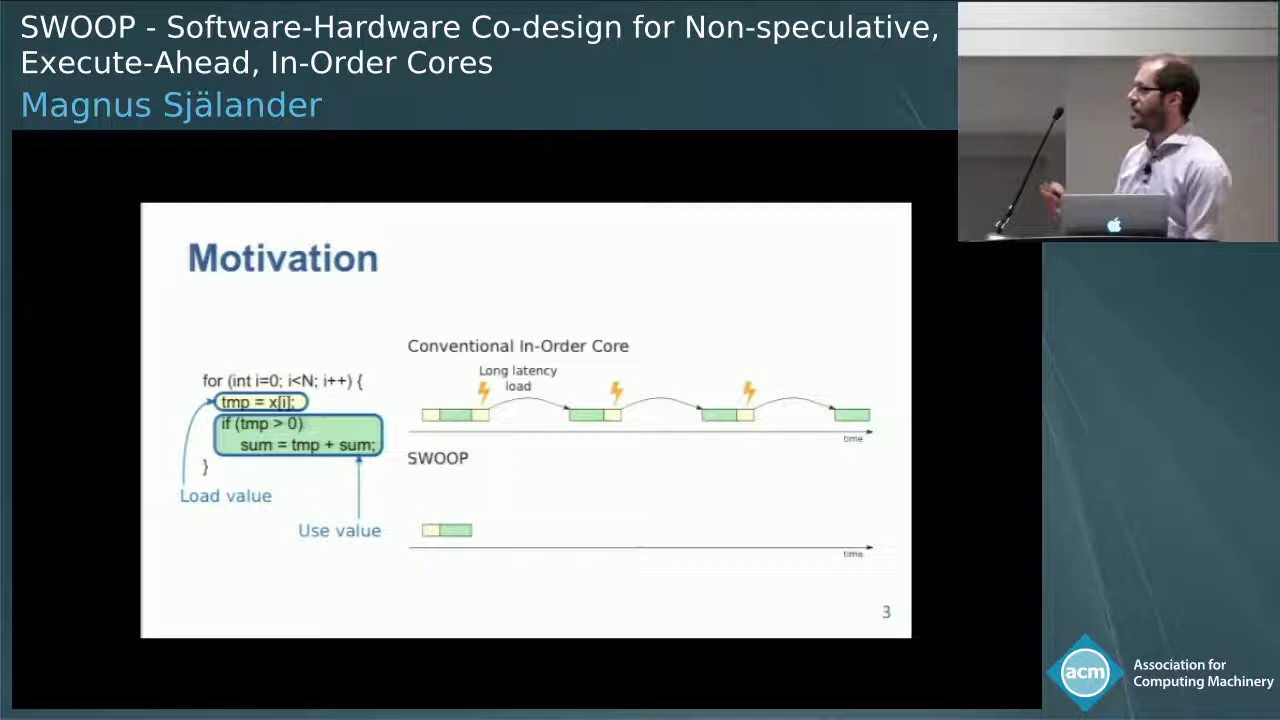 SWOOP - Software-Hardware Co-design for Non-speculative,
Execute-Ahead, In-Order Cores
Magnus Själander
Motivation
for (int i=0; i<N; i++) {
tmp = x[i];
if (tmp > 0)
sum = tmp + sum;
}
Load value
Use value
Conventional In-Order Core
Long latency
load
time
SWOOP
time
3
acm
Association for
Computing Machinery